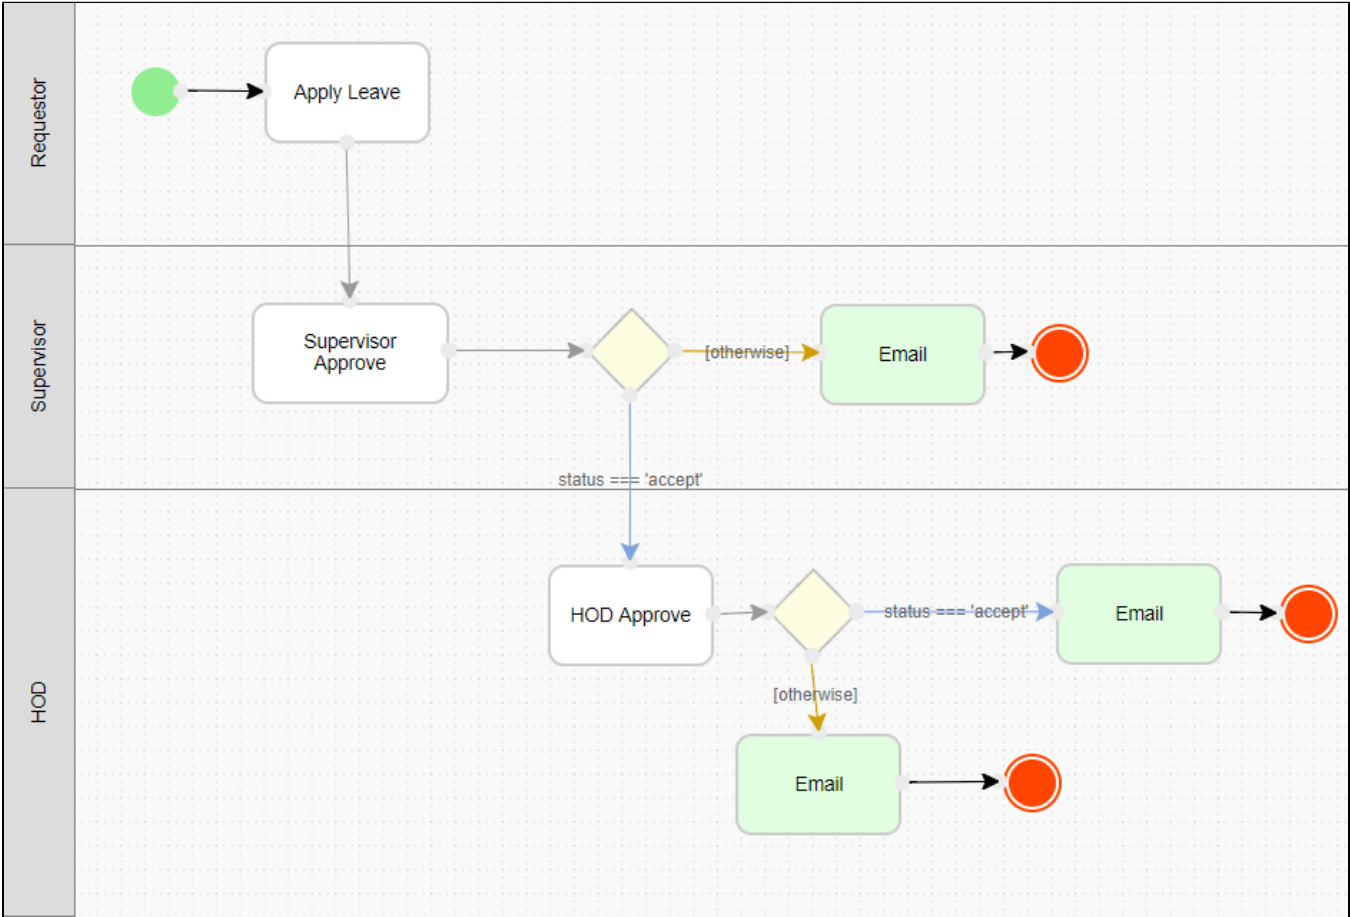 Requestor
Apply Leave
Supervisor
Supervisor
Approve
[otherwise]
Email
status === 'accept'
HOD
HOD Approve
status === 'accept'
Email
[otherwise]
Email